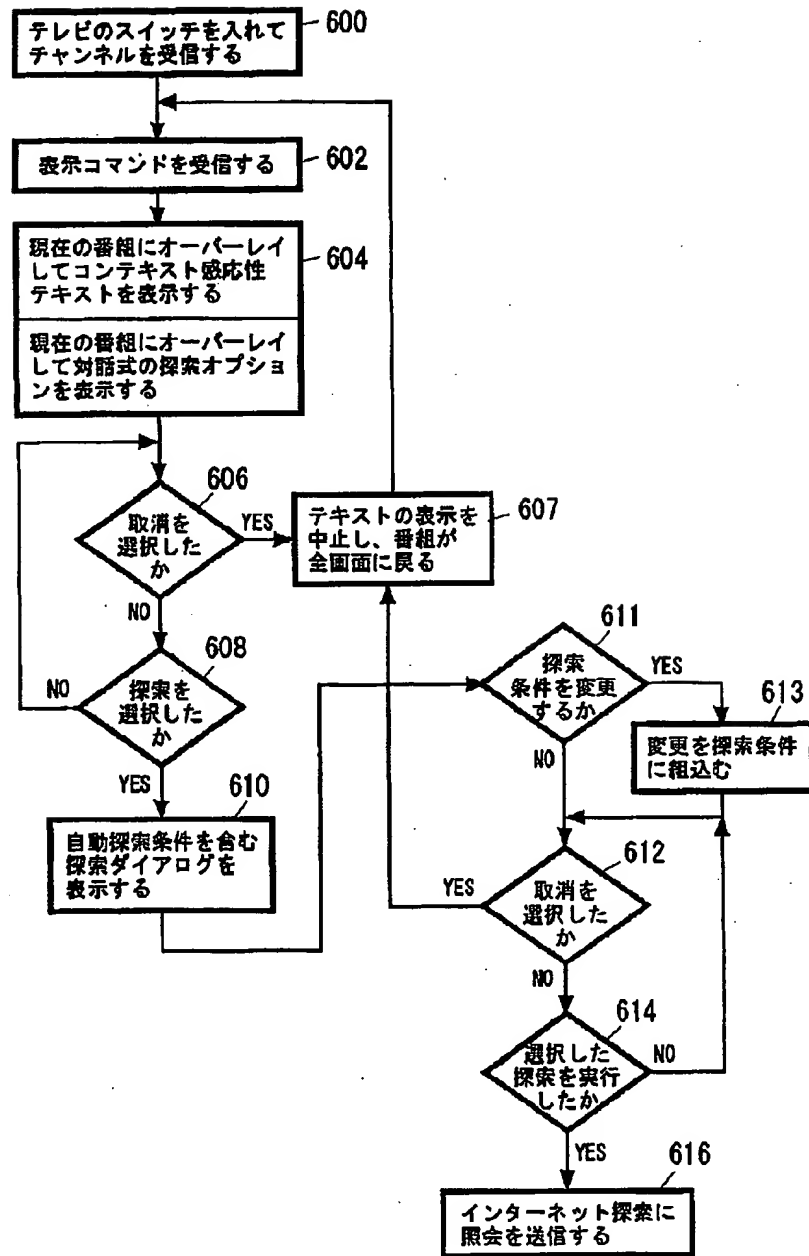 テレビのスイッチを入れて
チャンネルを受信する
600
表示コマンドを受信する
602
現在の番組にオーバーレイ
してコンテキスト感応性
テキストを表示する
604
現在の番組にオーバーレイ
して対話式の探索オプショ
ンを表示する
606
取消を
選択した
か
YES
NO
テキストの表示を
中止し、番組が
全画面に戻る
607
608
探索を
選択した
か
NO
YES
610
自動探索条件を含む
探索ダイアログを
表示する
611
探索
条件を変更
するか
YES
NO
613
変更を探索条件
に組込む
612
取消を
選択した
か
YES
NO
614
選択した
探索を実行
したか
NO
YES
616
インターネット探索に
照会を送信する